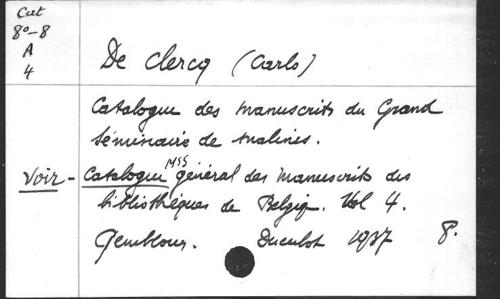 Cat
8°-8
A
4
De Clercq (Carlo)
Catalogue des manuscrits du Grand
Séminaire de Malines.
Voir - Catalogue MSS général des manuscrits des
bibliothèques de Belgiq. Vol 4.
Gembloux. Duculot 1937 8.